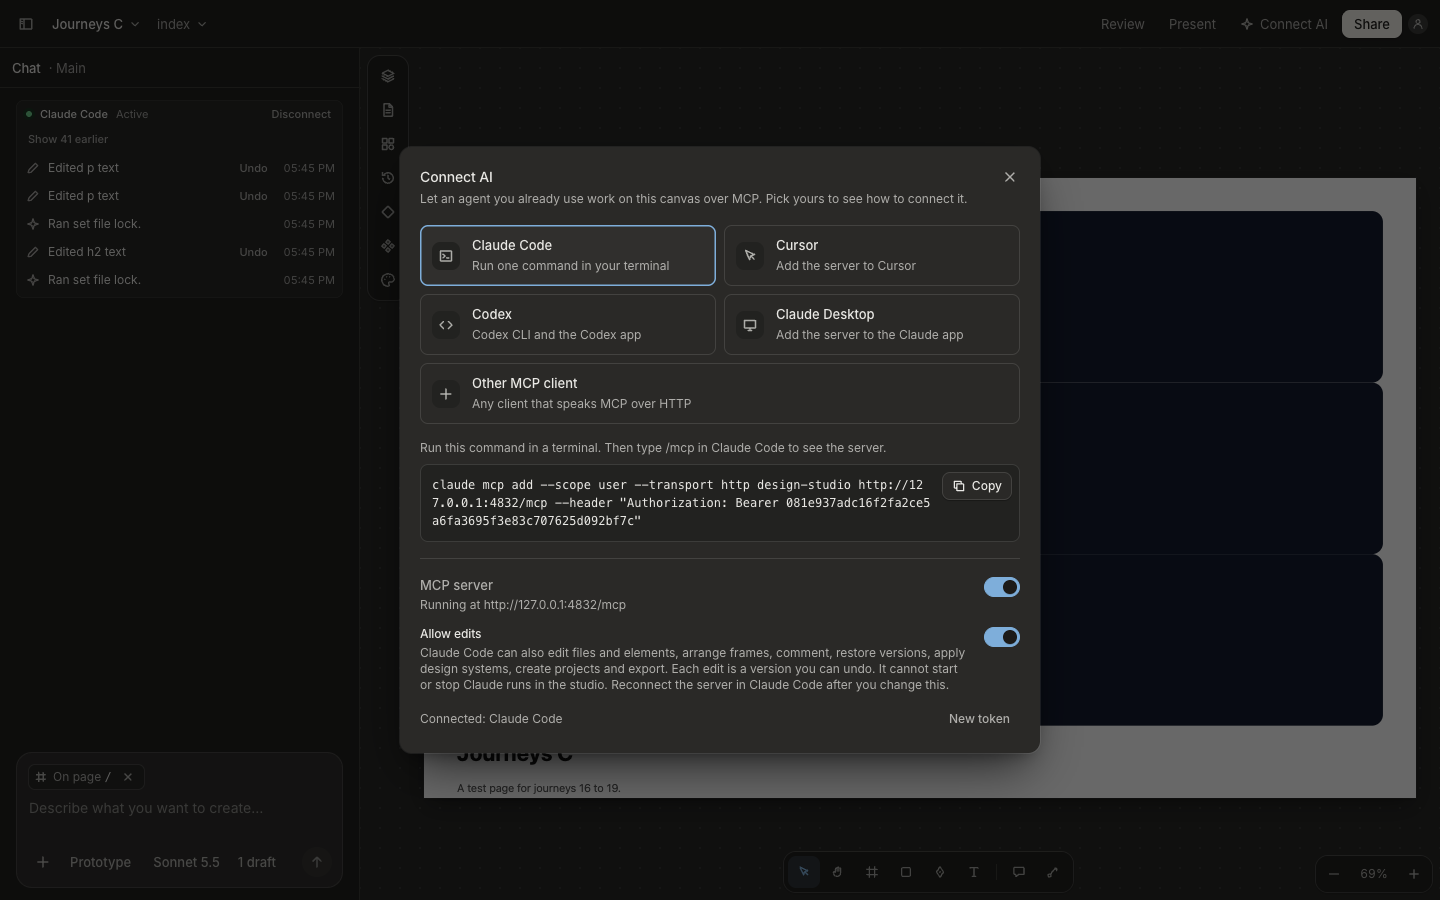 Journeys C
index
Review
Present
Connect AI
Share
Chat · Main
Claude Code Active Disconnect
Show 41 earlier
Edited p text Undo 05:45 PM
Edited p text Undo 05:45 PM
Ran set file lock. 05:45 PM
Edited h2 text Undo 05:45 PM
Ran set file lock. 05:45 PM
Connect AI
Let an agent you already use work on this canvas over MCP. Pick yours to see how to connect it.
Claude Code
Run one command in your terminal
Cursor
Add the server to Cursor
Codex
Codex CLI and the Codex app
Claude Desktop
Add the server to the Claude app
Other MCP client
Any client that speaks MCP over HTTP
Run this command in a terminal. Then type /mcp in Claude Code to see the server.
claude mcp add --scope user --transport http design-studio http://12
7.0.0.1:4832/mcp --header "Authorization: Bearer 081e937adc16f2fa2ce5
a6fa3695f3e83c707625d092bf7c"
Copy
MCP server
Running at http://127.0.0.1:4832/mcp
Allow edits
Claude Code can also edit files and elements, arrange frames, comment, restore versions, apply
design systems, create projects and export. Each edit is a version you can undo. It cannot start
or stop Claude runs in the studio. Reconnect the server in Claude Code after you change this.
Connected: Claude Code
New token
Journeys C
A test page for journeys 16 to 19.
On page /
Describe what you want to create...
Prototype
Sonnet 5.5
1 draft
69%